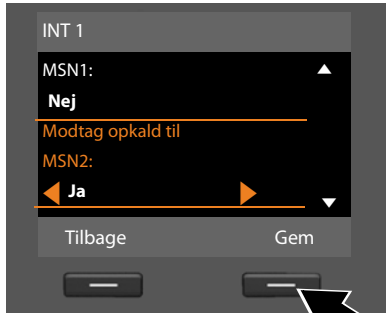 INT 1
MSN1:
Nej
Modtag opkald til
MSN2:
Ja
Tilbage
Gem